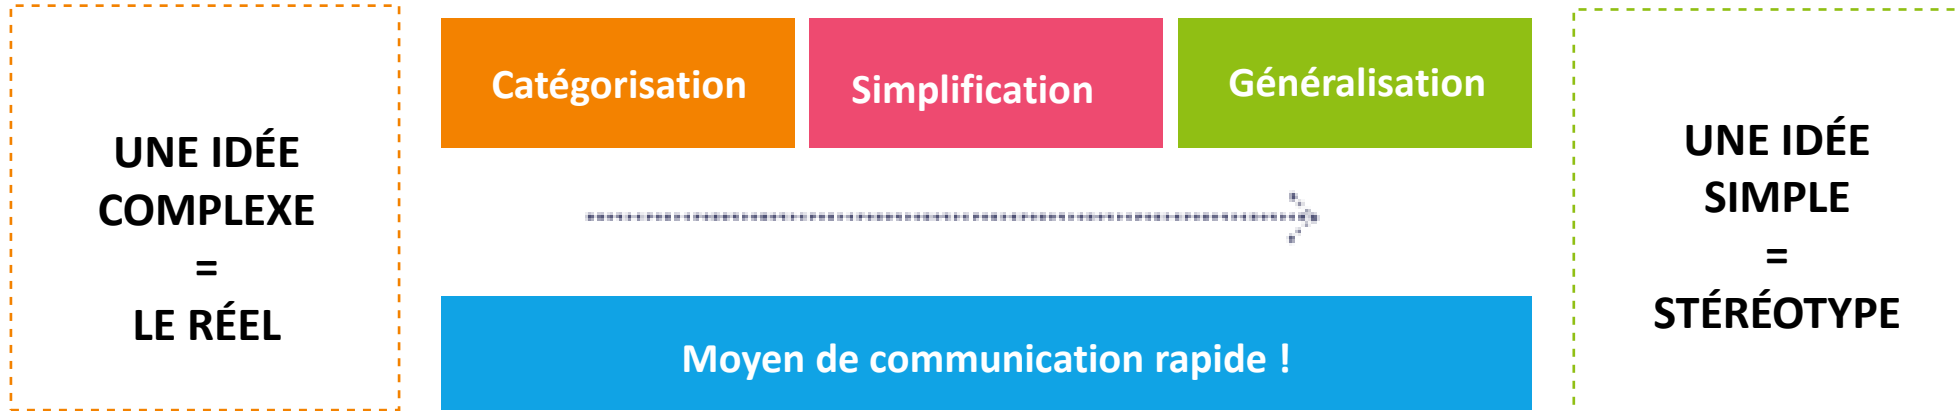 UNE IDÉE
COMPLEXE
=
LE RÉEL
Catégorisation
Simplification
Généralisation
Moyen de communication rapide !
UNE IDÉE
SIMPLE
=
STÉRÉOTYPE